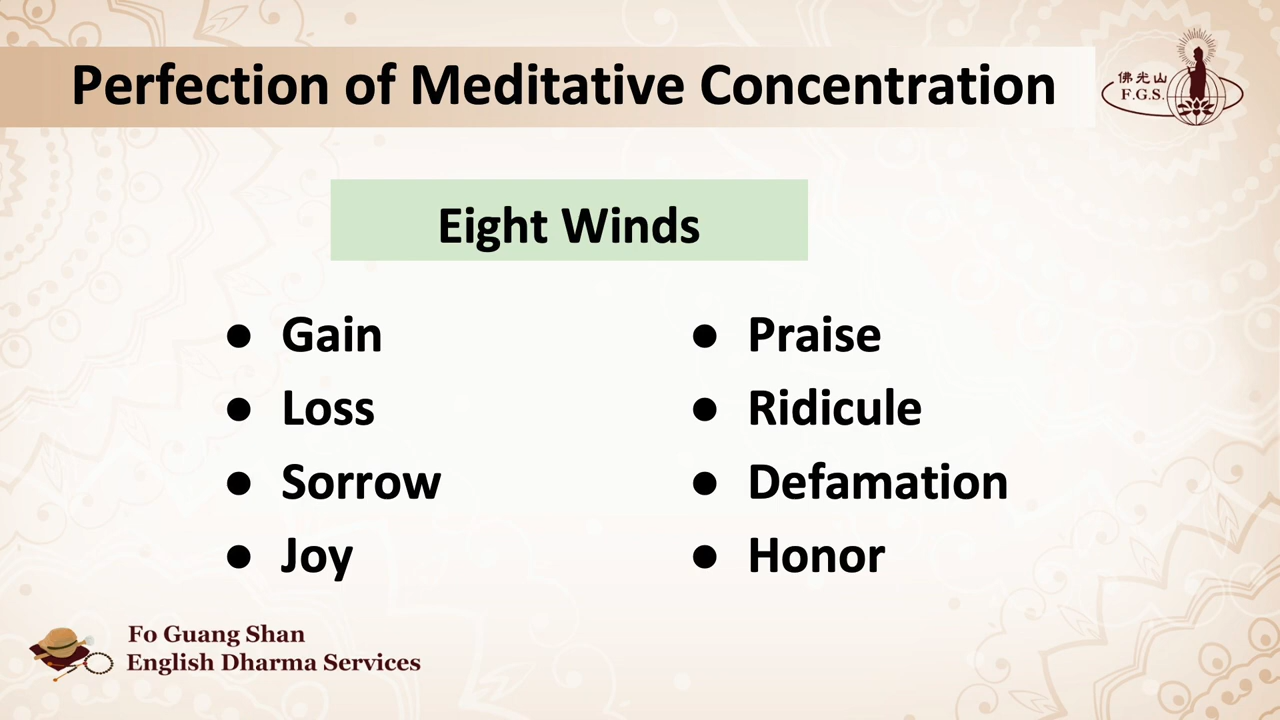 Perfection of Meditative Concentration
佛光山
F.G.S.
Eight Winds
● Gain
● Loss
● Sorrow
● Joy
● Praise
● Ridicule
● Defamation
● Honor
Fo Guang Shan
English Dharma Services